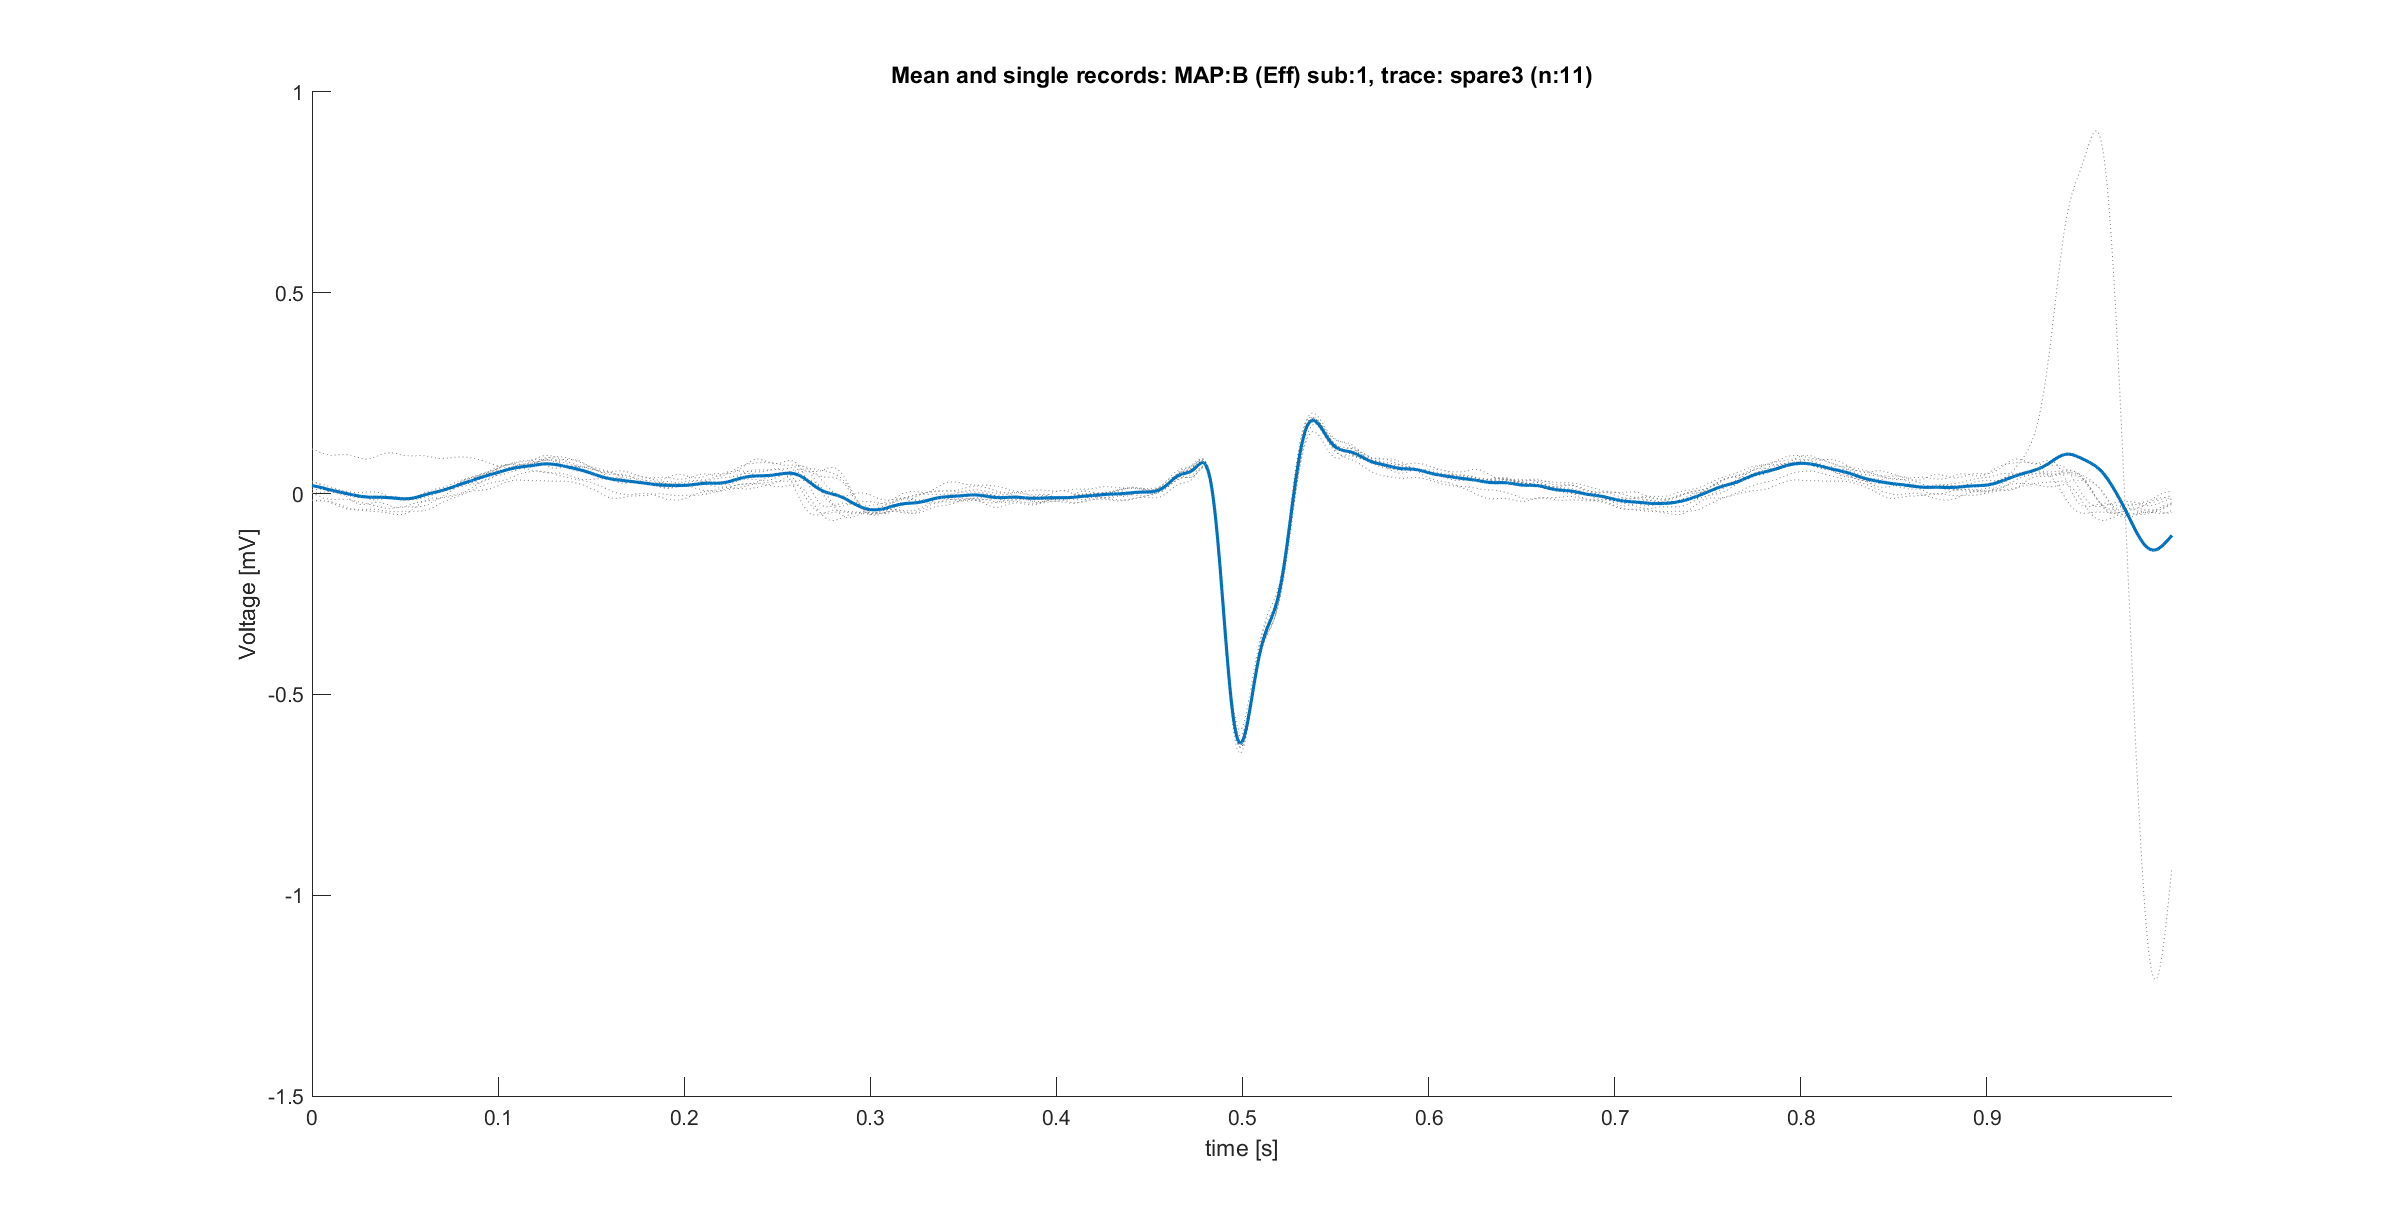 Mean and single records: MAP:B (Eff) sub:1, trace: spare3 (n:11)
1
0.5
0
-0.5
-1
-1.5
Voltage [mV]
0 0.1 0.2 0.3 0.4 0.5 0.6 0.7 0.8 0.9
time [s]